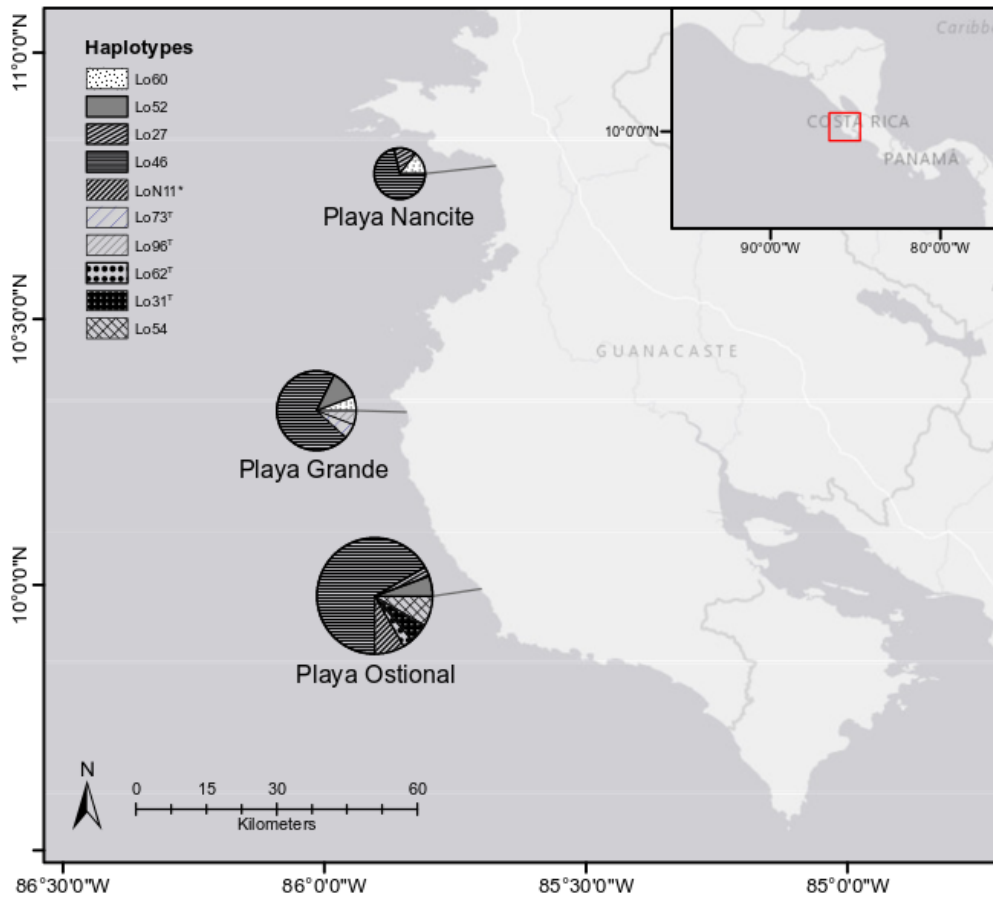 Haplotypes
Lo60
Lo52
Lo27
Lo46
LoN11*
Lo73ᵀ
Lo96ᵀ
Lo62ᵀ
Lo31ᵀ
Lo54
11°0'0"N
10°30'0"N
10°0'0"N
Playa Nancite
Playa Grande
Playa Ostional
GUANACASTE
10°0'0"N
COSTA RICA
PANAMÁ
90°0'0"W
80°0'0"W
N
0 15 30 60
Kilometers
86°30'0"W
86°0'0"W
85°30'0"W
85°0'0"W